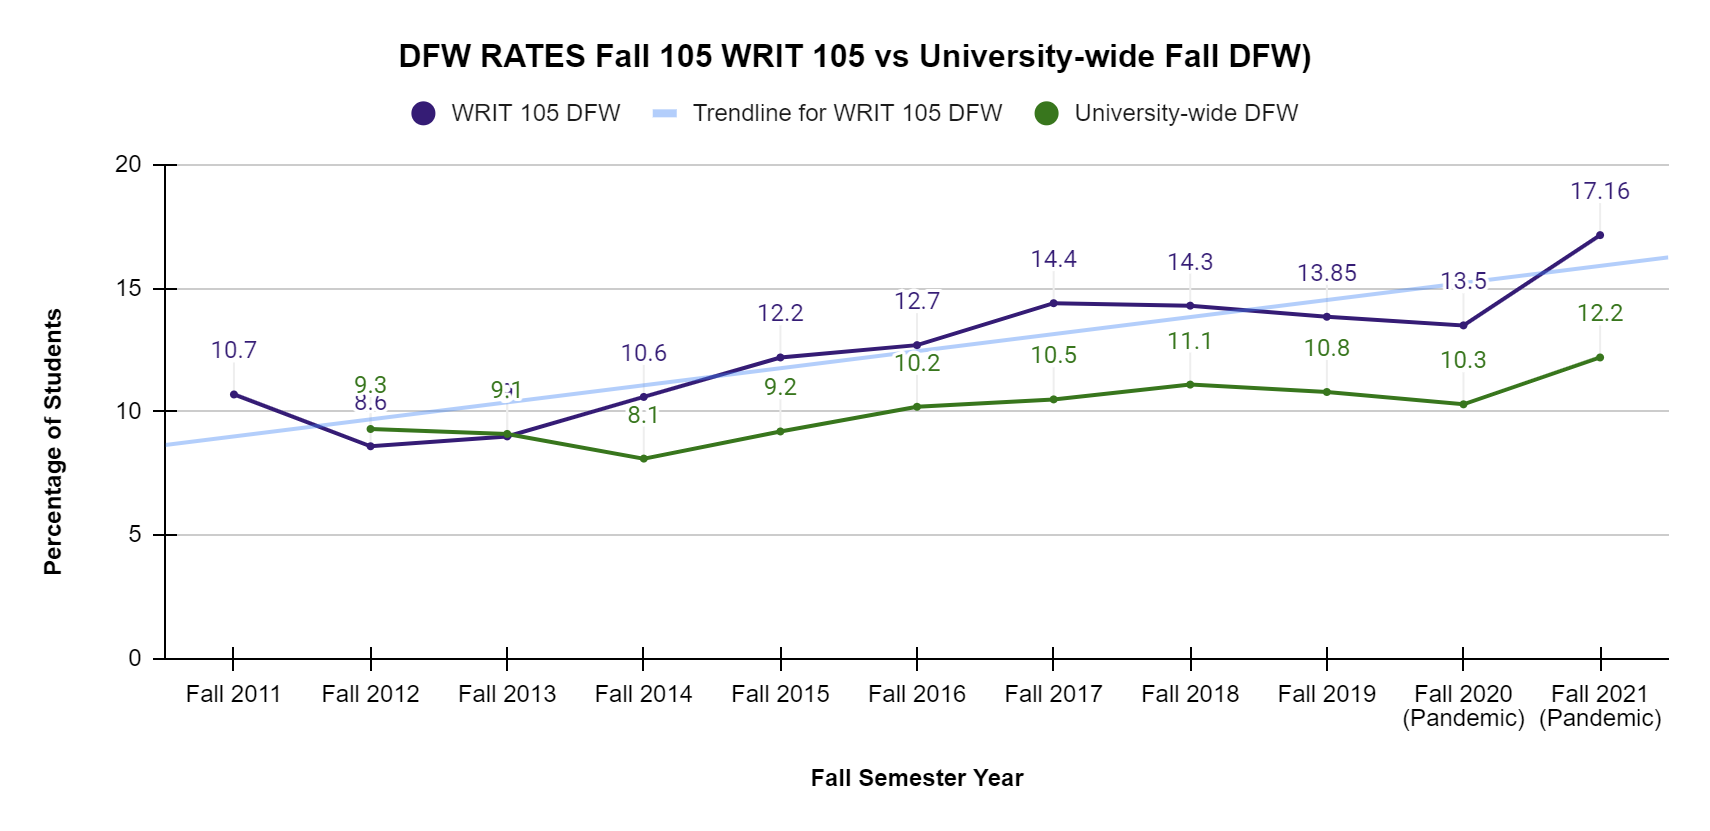 DFW RATES Fall 105 WRIT 105 vs University-wide Fall DFW)
WRIT 105 DFW
Trendline for WRIT 105 DFW
University-wide DFW
Percentage of Students
20
15
10
5
0
10.7
8.6
10.6
12.2
12.7
14.4
14.3
13.85
13.5
17.16
9.3
9.1
8.1
9.2
10.2
10.5
11.1
10.8
10.3
12.2
Fall 2011
Fall 2012
Fall 2013
Fall 2014
Fall 2015
Fall 2016
Fall 2017
Fall 2018
Fall 2019
Fall 2020
(Pandemic)
Fall 2021
(Pandemic)
Fall Semester Year